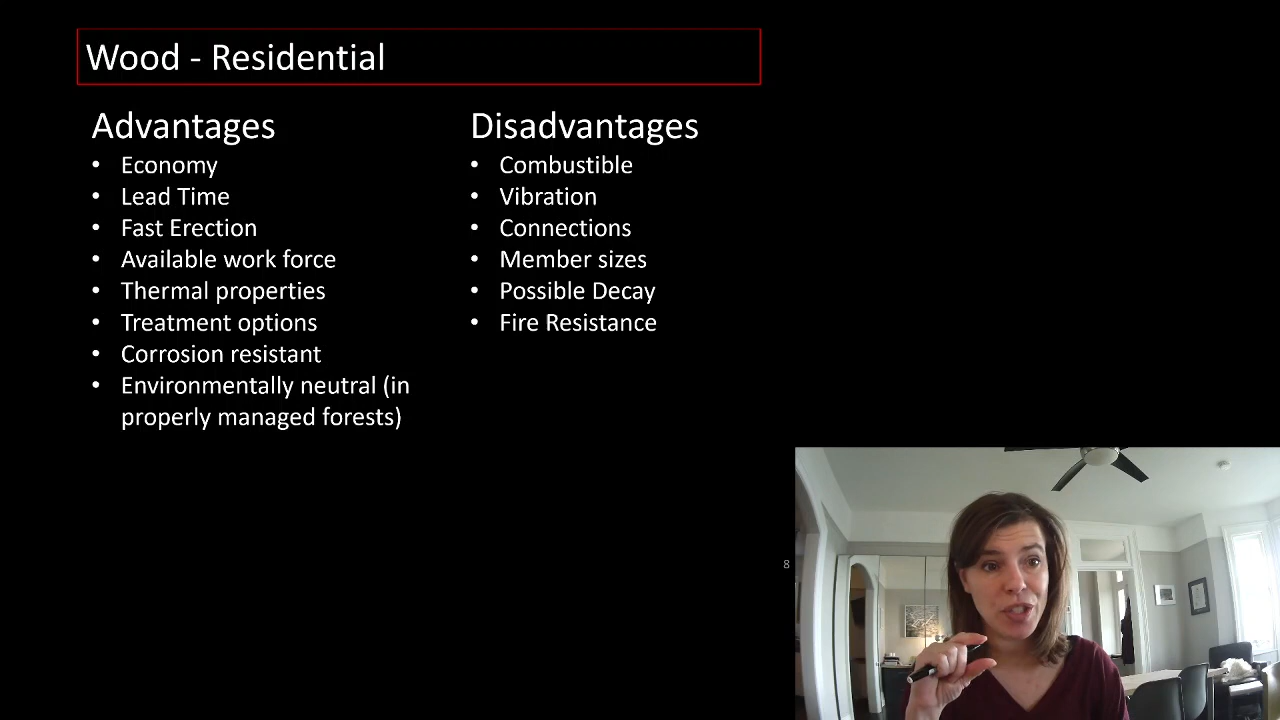 Wood - Residential
Advantages
• Economy
• Lead Time
• Fast Erection
• Available work force
• Thermal properties
• Treatment options
• Corrosion resistant
• Environmentally neutral (in
properly managed forests)
Disadvantages
• Combustible
• Vibration
• Connections
• Member sizes
• Possible Decay
• Fire Resistance
8